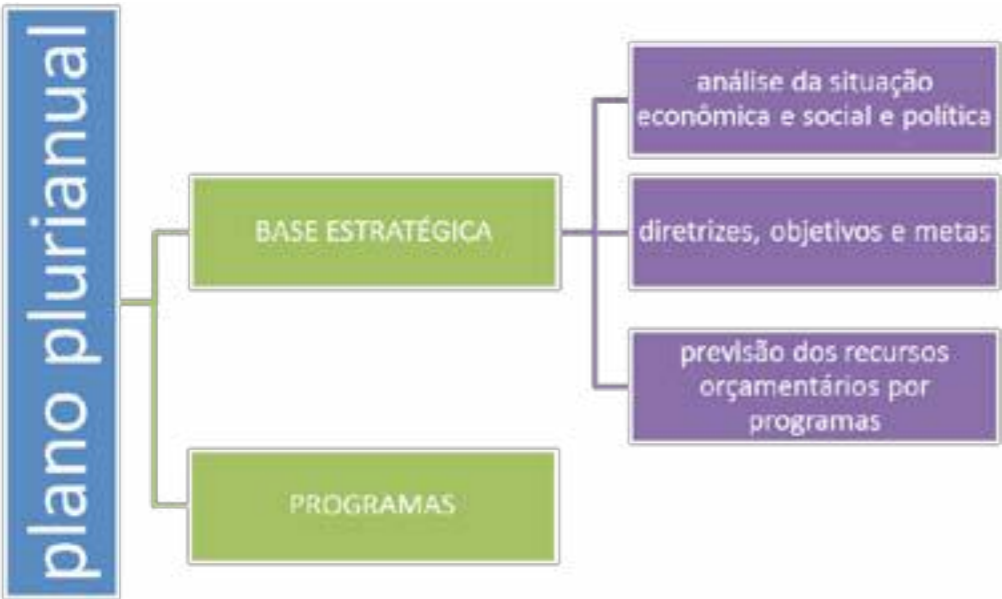 plano plurianual
BASE ESTRATÉGICA
análise da situação
econômica e social e política
diretrizes, objetivos e metas
previsão dos recursos
orçamentários por
programas
PROGRAMAS